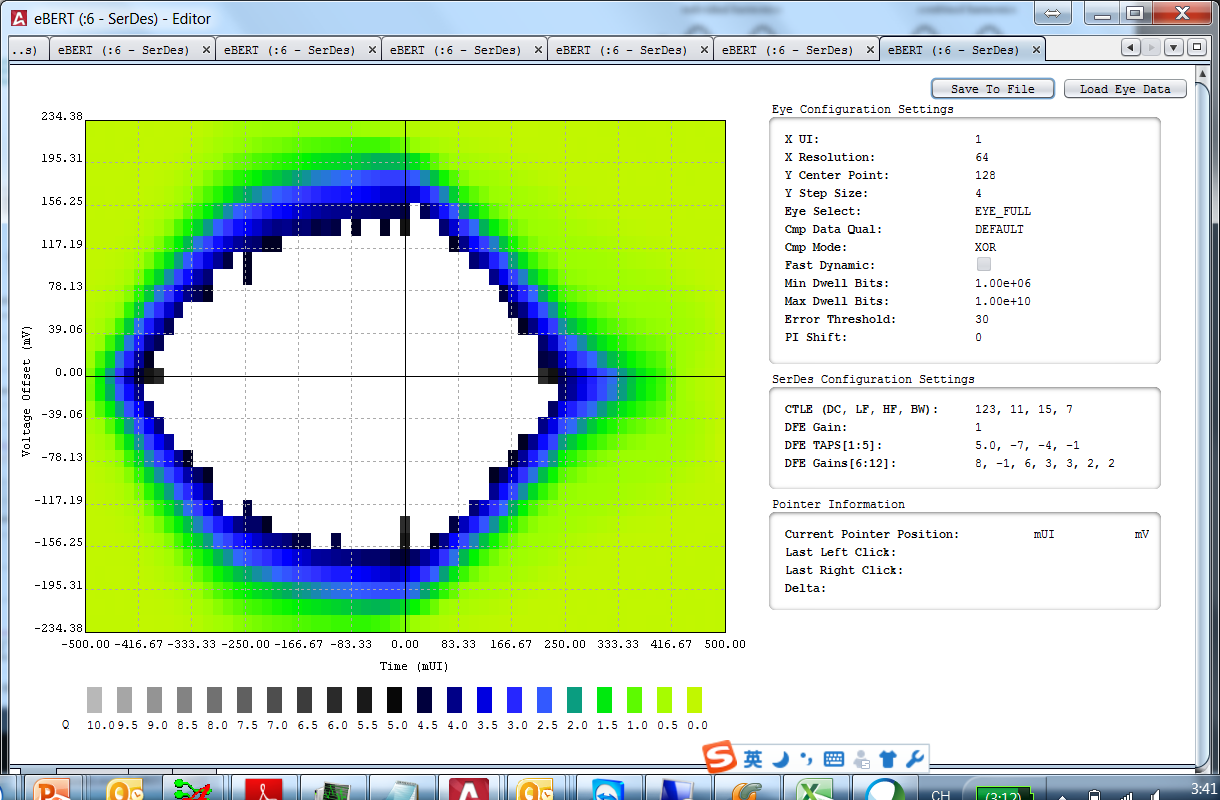 eBERT (:6 - SerDes) - Editor
..s) eBERT (:6 - SerDes) eBERT (:6 - SerDes) eBERT (:6 - SerDes) eBERT (:6 - SerDes) eBERT (:6 - SerDes) eBERT (:6 - SerDes)
Save To File Load Eye Data
Eye Configuration Settings
X UI: 1
X Resolution: 64
Y Center Point: 128
Y Step Size: 4
Eye Select: EYE_FULL
Cmp Data Qual: DEFAULT
Cmp Mode: XOR
Fast Dynamic:
Min Dwell Bits: 1.00e+06
Max Dwell Bits: 1.00e+10
Error Threshold: 30
PI Shift: 0
SerDes Configuration Settings
CTLE (DC, LF, HF, BW): 123, 11, 15, 7
DFE Gain: 1
DFE TAPS[1:5]: 5.0, -7, -4, -1
DFE Gains[6:12]: 8, -1, 6, 3, 3, 2, 2
Pointer Information
Current Pointer Position: mUI mV
Last Left Click:
Last Right Click:
Delta:
Voltage Offset (mV)
234.38
195.31
156.25
117.19
78.13
39.06
0.00
-39.06
-78.13
-117.19
-156.25
-195.31
-234.38
-500.00 -416.67 -333.33 -250.00 -166.67 -83.33 0.00 83.33 166.67 250.00 333.33 416.67 500.00
Time (mUI)
Q 10.0 9.5 9.0 8.5 8.0 7.5 7.0 6.5 6.0 5.5 5.0 4.5 4.0 3.5 3.0 2.5 2.0 1.5 1.0 0.5 0.0
英
CH (3:12) 3:41